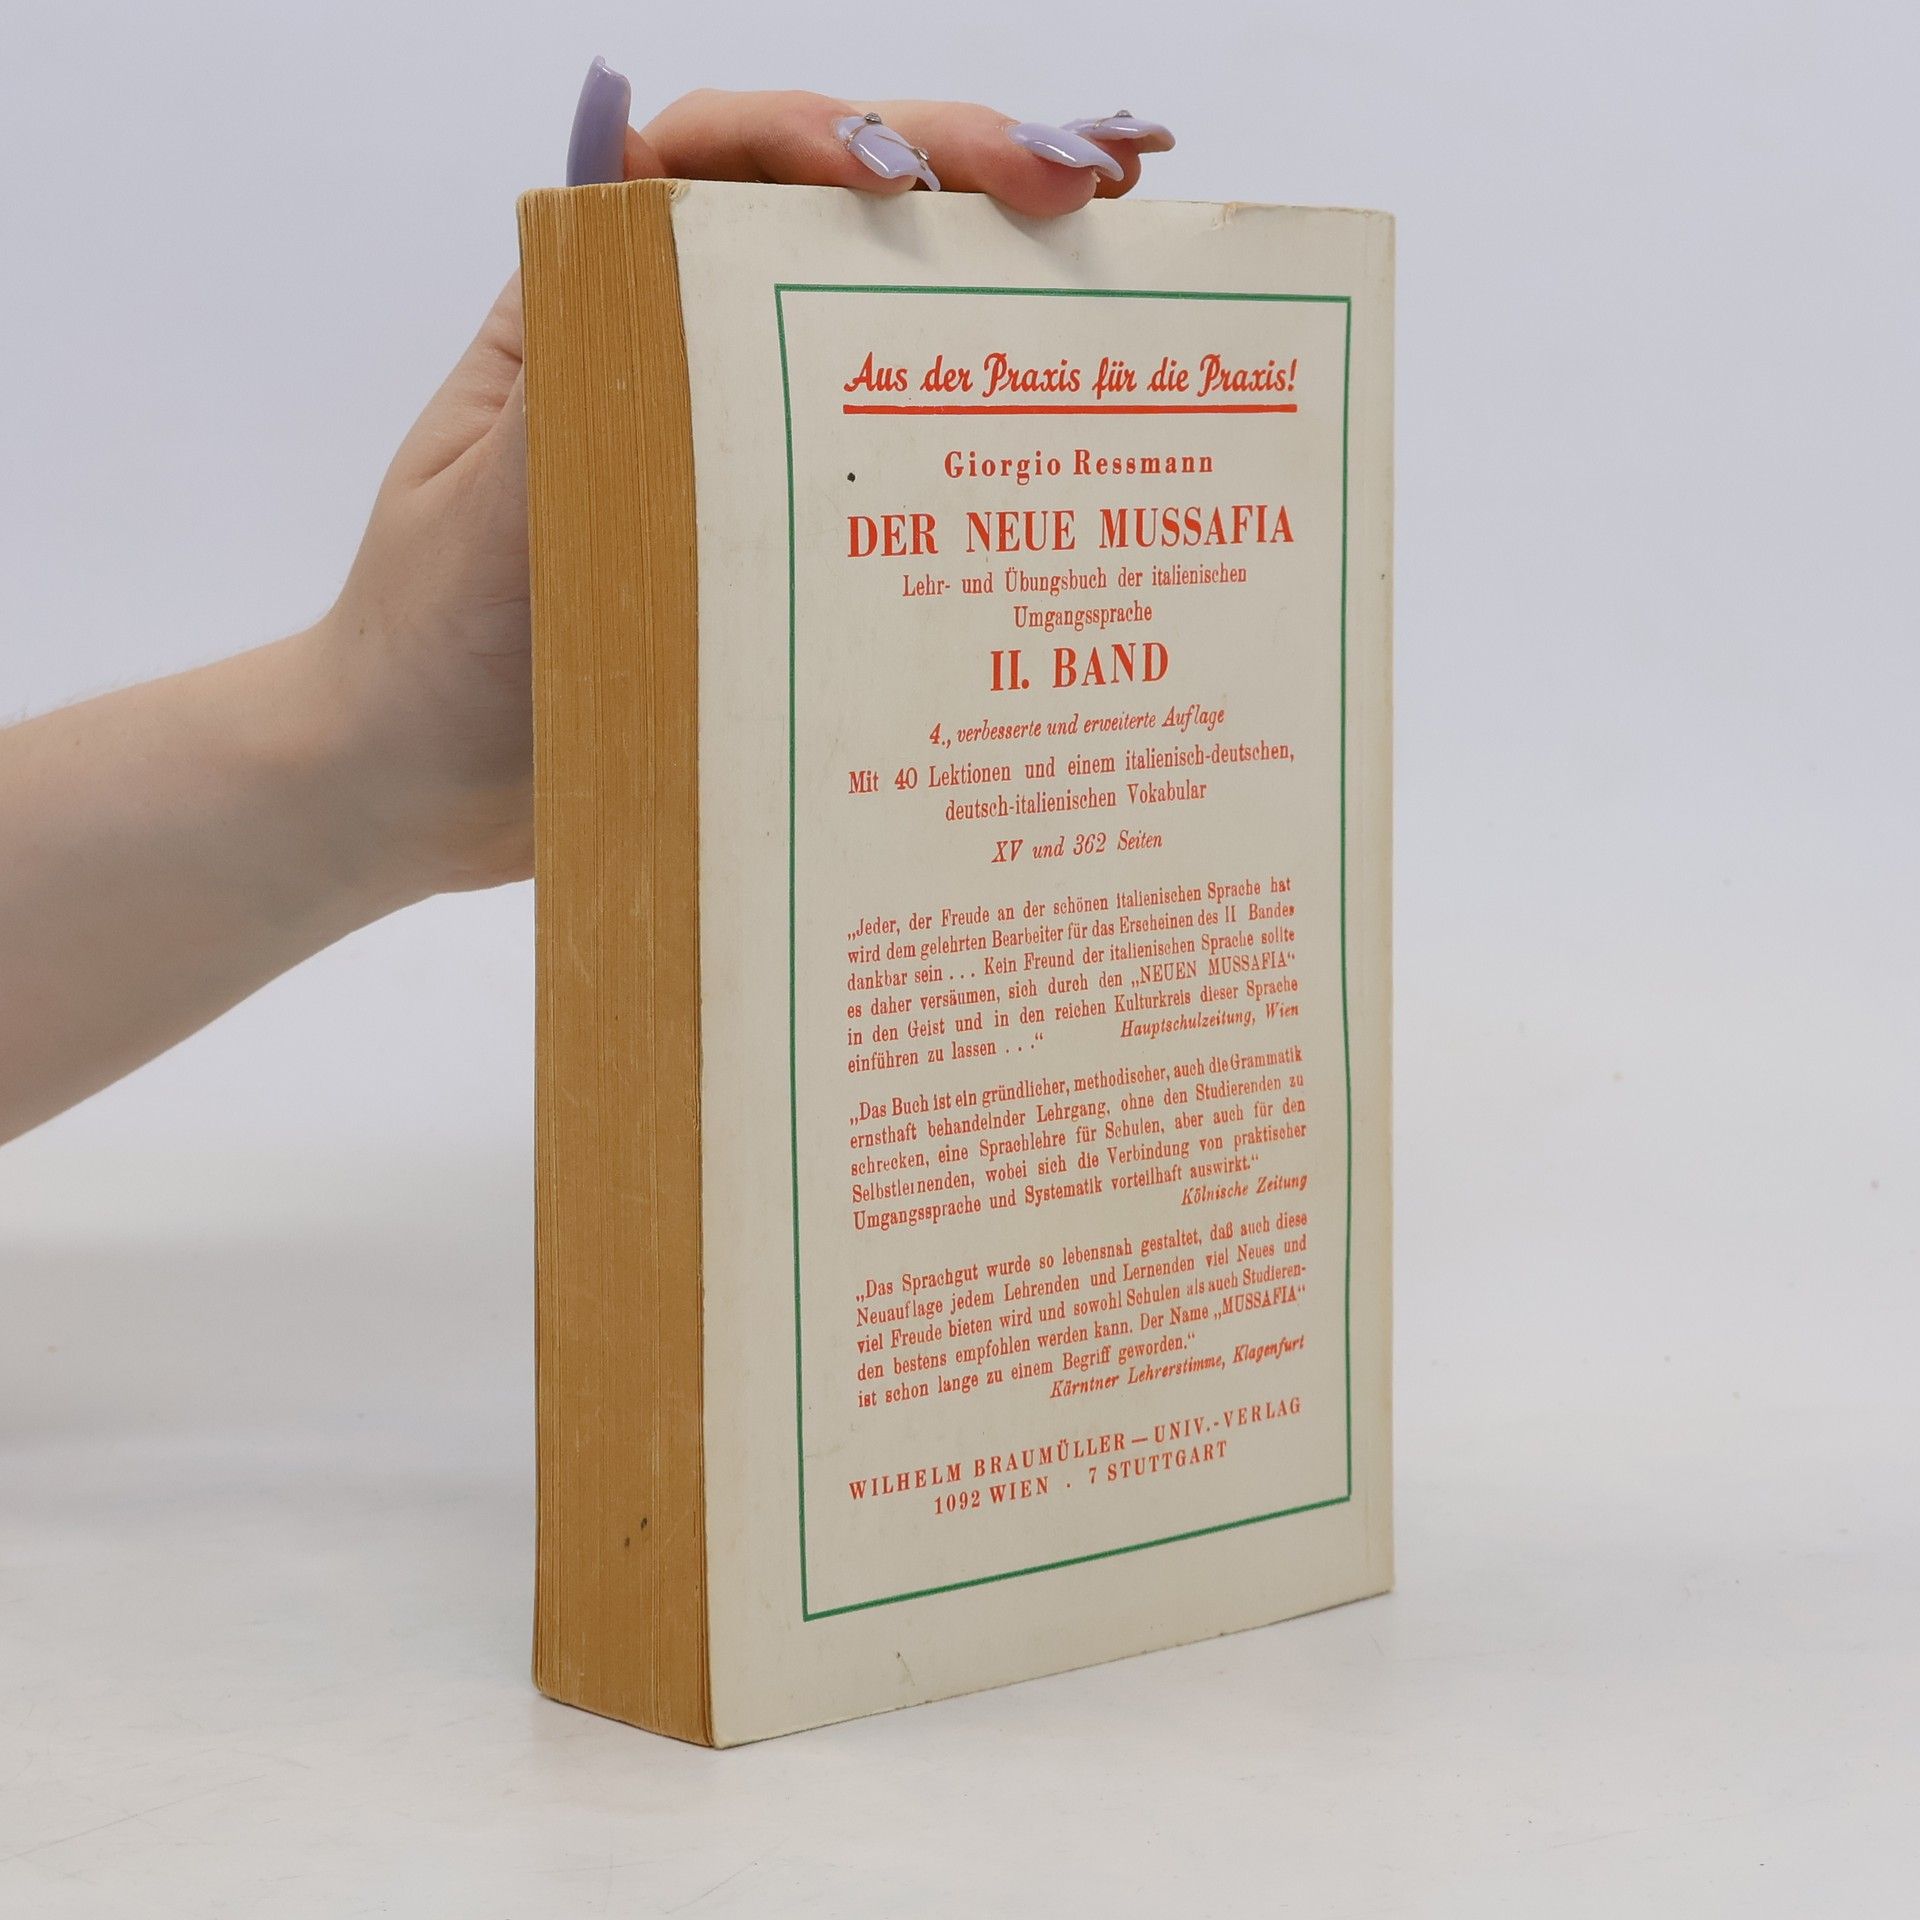 Aus der Praxis für die Praxis!
Giorgio Ressmann
DER NEUE MUSSAFIA
Lehr- und Übungsbuch der italienischen
Umgangssprache
II. BAND
4., verbesserte und erweiterte Auflage
Mit 40 Lektionen und einem italienisch-deutschen,
deutsch-italienischen Vokabular
XV und 362 Seiten
„Jeder, der Freude an der schönen italienischen Sprache hat
wird dem gelehrten Bearbeiter für das Erscheinen des II Bandes
dankbar sein . . . Kein Freund der italienischen Sprache sollte
es daher versäumen, sich durch den „NEUEN MUSSAFIA“
in den Geist und in den reichen Kulturkreis dieser Sprache
einführen zu lassen . . .“ Hauptschulzeitung, Wien
„Das Buch ist ein gründlicher, methodischer, auch die Grammatik
ernsthaft behandelnder Lehrgang, ohne den Studierenden zu
schrecken, eine Sprachlehre für Schulen, aber auch für den
Selbstlernenden, wobei sich die Verbindung von praktischer
Umgangssprache und Systematik vorteilhaft auswirkt.“
Kölnische Zeitung
„Das Sprachgut wurde so lebensnah gestaltet, daß auch diese
Neuauflage jedem Lehrenden und Lernenden viel Neues und
viel Freude bieten wird und sowohl Schulen als auch Studieren-
den bestens empfohlen werden kann. Der Name „MUSSAFIA“
ist schon lange zu einem Begriff geworden.“
Kärntner Lehrerstimme, Klagenfurt
WILHELM BRAUMÜLLER — UNIV.-VERLAG
1092 WIEN · 7 STUTTGART